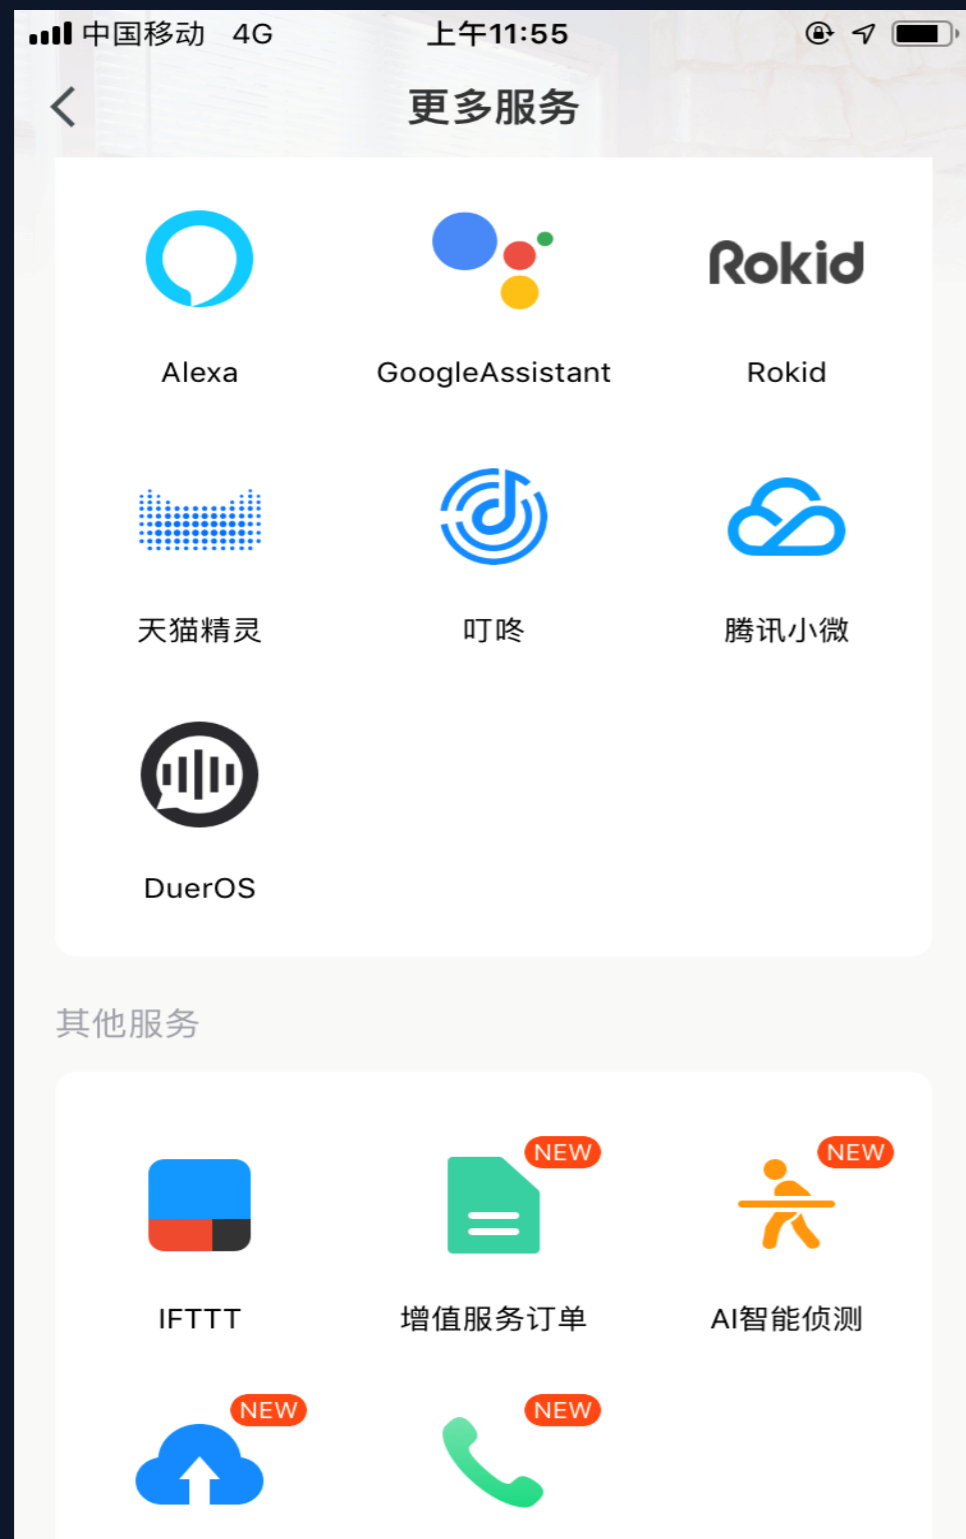 中国移动 4G 上午11:55
更多服务
Rokid
Alexa GoogleAssistant Rokid
天猫精灵 叮咚 腾讯小微
DuerOS
其他服务
NEW NEW
IFTTT 增值服务订单 AI智能侦测
NEW NEW